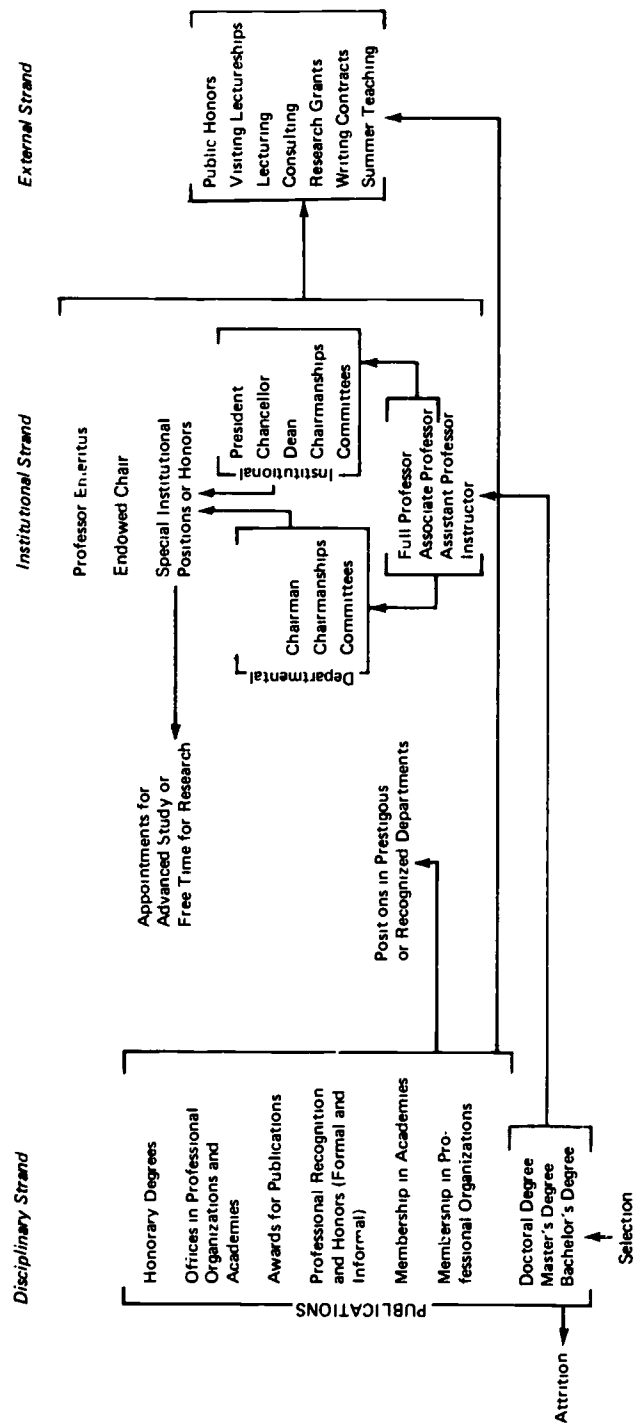 Disciplinary Strand
Honorary Degrees
Offices in Professional
Organizations and
Academies
Awards for Publications
Professional Recognition
and Honors (Formal and
Informal)
Membership in Academies
Membership in Pro-
fessional Organizations
PUBLICATIONS
Doctoral Degree
Master's Degree
Bachelor's Degree
Attrition
Selection
Appointments for
Advanced Study or
Free Time for Research
Positions in Prestigous
or Recognized Departments
Institutional Strand
Professor Emeritus
Endowed Chair
Special Institutional
Positions or Honors
Departmental
Chairman
Chairmanships
Committees
Institutional
President
Chancellor
Dean
Chairmanships
Committees
Full Professor
Associate Professor
Assistant Professor
Instructor
External Strand
Public Honors
Visiting Lectureships
Lecturing
Consulting
Research Grants
Writing Contracts
Summer Teaching